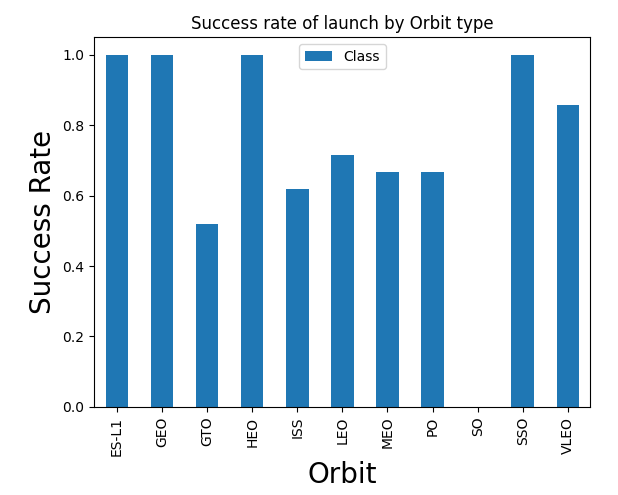 Success rate of launch by Orbit type
Class
Success Rate
1.0
0.8
0.6
0.4
0.2
0.0
ES-L1
GEO
GTO
HEO
ISS
LEO
MEO
PO
SO
SSO
VLEO
Orbit